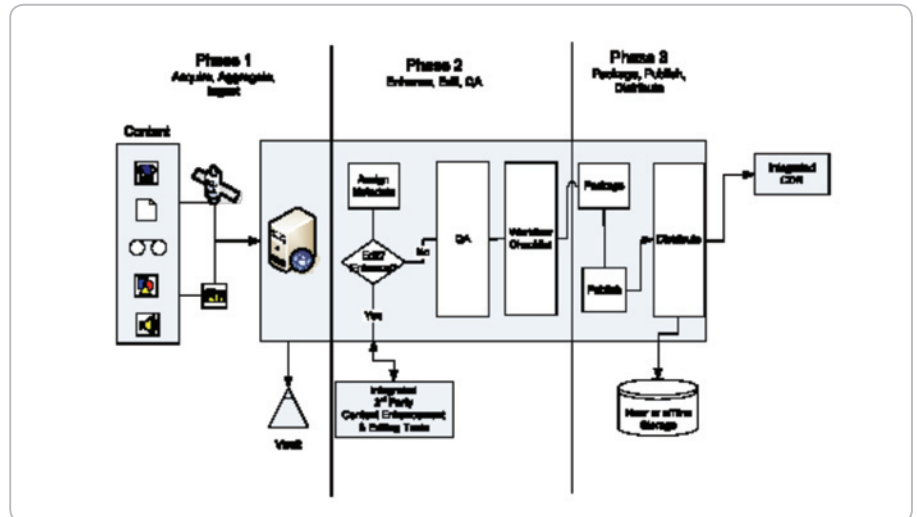 Phase 1
Acquire, Aggregate,
Ingest
Phase 2
Enhance, Edit, QA
Phase 3
Package, Publish,
Distribute
Content
Assign
Metadata
Edit?
Enhance?
No
Yes
QA
Workflow
Checklist
Package
Publish
Distribute
Integrated
Vault
Integrated
3rd Party
Content Enhancement
& Editing Tools
Near or offline
Storage